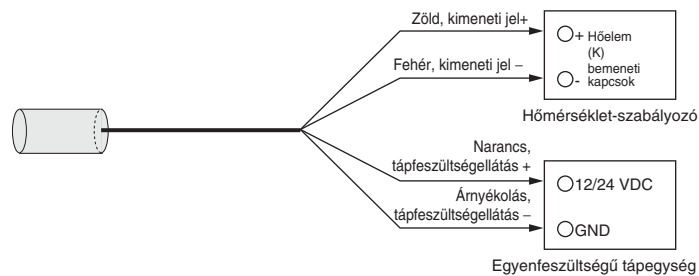 Zöld, kimeneti jel+
Fehér, kimeneti jel –
+ Hőelem
(K)
bemeneti
- kapcsok
Hőmérséklet-szabályozó
Narancs,
tápfeszültségellátás +
Árnyékolás,
tápfeszültségellátás –
12/24 VDC
GND
Egyenfeszültségű tápegység